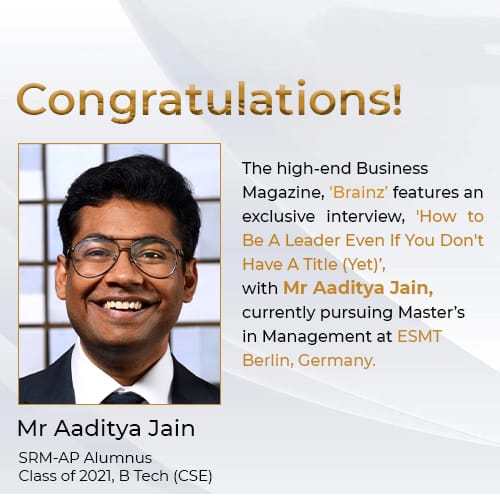 Congratulations!
The high-end Business
Magazine, ‘Brainz’ features an
exclusive interview, 'How to
Be A Leader Even If You Don't
Have A Title (Yet)’,
with Mr Aaditya Jain,
currently pursuing Master’s
in Management at ESMT
Berlin, Germany.
Mr Aaditya Jain
SRM-AP Alumnus
Class of 2021, B Tech (CSE)